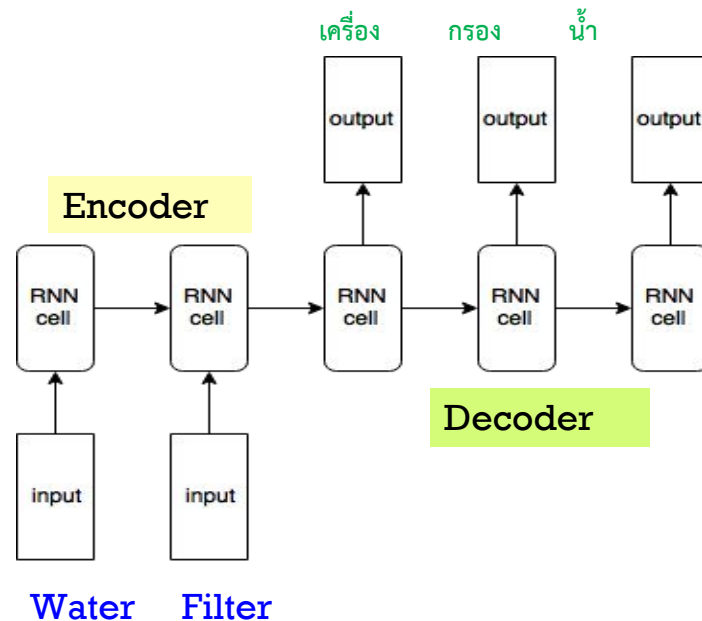 เครื่อง กรอง น้ำ
output output output
Encoder
RNN cell RNN cell RNN cell RNN cell RNN cell
Decoder
input input
Water Filter